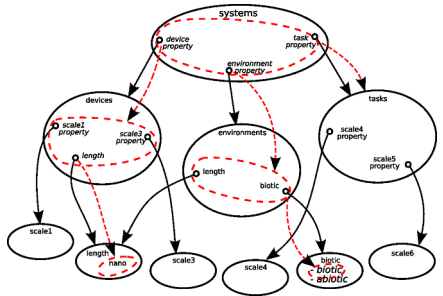 systems
device
property
task
property
environment
property
devices
scale1
property
scale3
property
length
environments
length
biotic
tasks
scale4
property
scale5
property
scale1
length
nano
scale3
scale4
biotic
biotic
abiotic
scale6